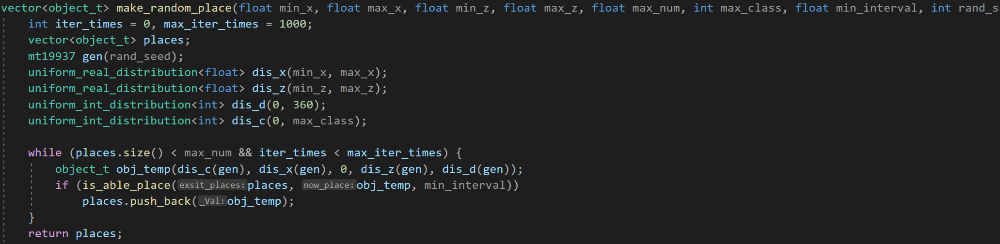 vector<object_t> make_random_place(float min_x, float max_x, float min_z, float max_z, float max_num, int max_class, float min_interval, int rand_s
int iter_times = 0, max_iter_times = 1000;
vector<object_t> places;
mt19937 gen(rand_seed);
uniform_real_distribution<float> dis_x(min_x, max_x);
uniform_real_distribution<float> dis_z(min_z, max_z);
uniform_int_distribution<int> dis_d(0, 360);
uniform_int_distribution<int> dis_c(0, max_class);
while (places.size() < max_num && iter_times < max_iter_times) {
object_t obj_temp(dis_c(gen), dis_x(gen), 0, dis_z(gen), dis_d(gen));
if (is_able_place(exsit_places:places, now_place:obj_temp, min_interval))
places.push_back(_Val:obj_temp);
}
return places;